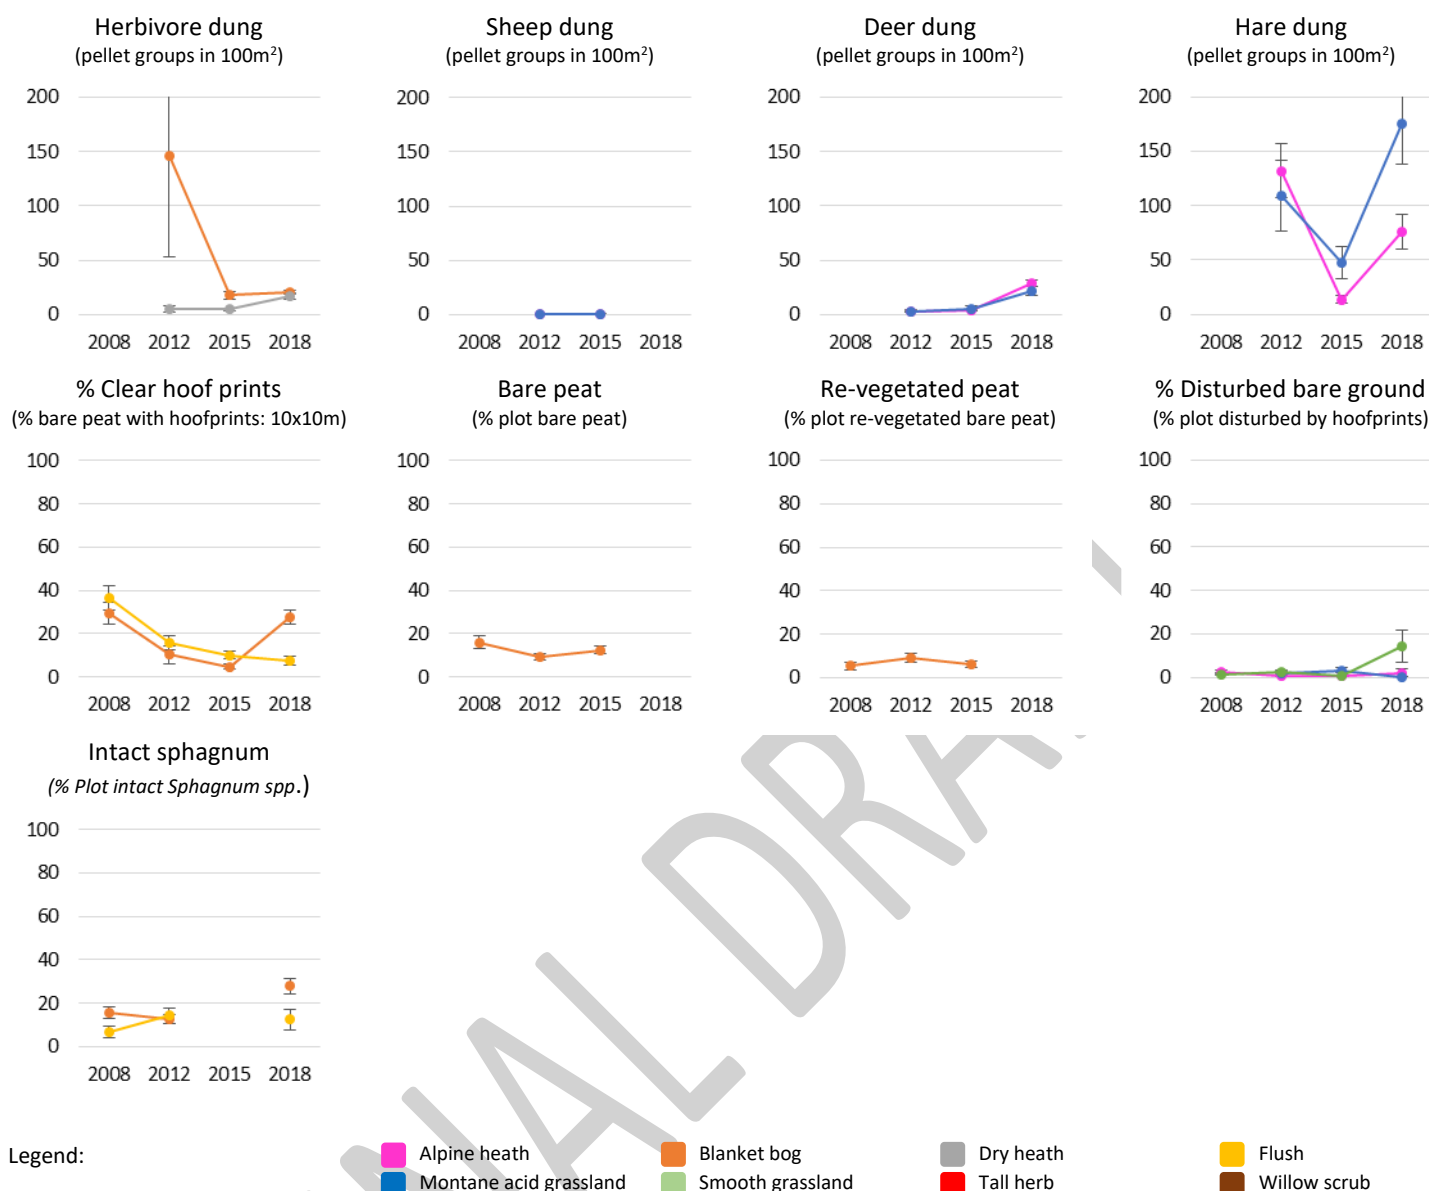 Herbivore dung
(pellet groups in 100m²)
Sheep dung
(pellet groups in 100m²)
Deer dung
(pellet groups in 100m²)
Hare dung
(pellet groups in 100m²)
200
150
100
50
0
2008 2012 2015 2018
200
150
100
50
0
2008 2012 2015 2018
200
150
100
50
0
2008 2012 2015 2018
200
150
100
50
0
2008 2012 2015 2018
% Clear hoof prints
(% bare peat with hoofprints: 10x10m)
Bare peat
(% plot bare peat)
Re-vegetated peat
(% plot re-vegetated bare peat)
% Disturbed bare ground
(% plot disturbed by hoofprints)
100
80
60
40
20
0
2008 2012 2015 2018
100
80
60
40
20
0
2008 2012 2015 2018
100
80
60
40
20
0
2008 2012 2015 2018
100
80
60
40
20
0
2008 2012 2015 2018
Intact sphagnum
(% Plot intact Sphagnum spp.)
100
80
60
40
20
0
2008 2012 2015 2018
Legend:
Alpine heath
Blanket bog
Dry heath
Flush
Montane acid grassland
Smooth grassland
Tall herb
Willow scrub